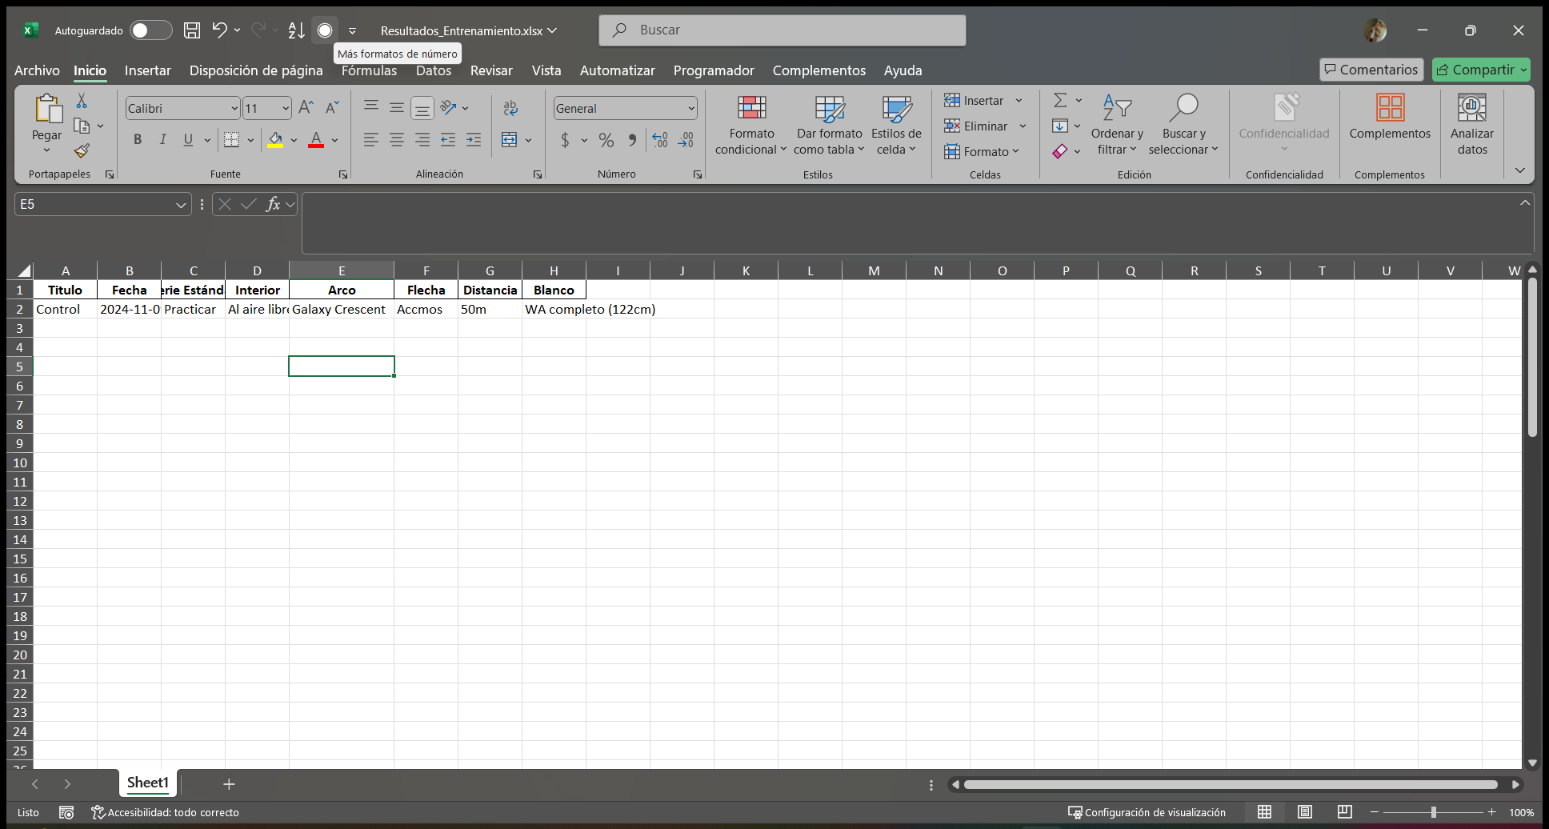 Autoguardado
Resultados_Entrenamiento.xlsx
Buscar
Más formatos de número
Archivo Inicio Insertar Disposición de página Fórmulas Datos Revisar Vista Automatizar Programador Complementos Ayuda
Comentarios Compartir
Pegar
Portapapeles
Calibri 11
N K S
Fuente
Alineación
General
$ % 000
Número
Formato condicional
Dar formato como tabla
Estilos de celda
Estilos
Insertar
Eliminar
Formato
Celdas
Ordenar y filtrar
Buscar y seleccionar
Edición
Confidencialidad
Confidencialidad
Complementos
Complementos
Analizar datos
E5
fx
A B C D E F G H I J K L M N O P Q R S T U V W
1 Titulo Fecha erie Estánd Interior Arco Flecha Distancia Blanco
2 Control 2024-11-0 Practicar Al aire libre Galaxy Crescent Accmos 50m WA completo (122cm)
3
4
5
6
7
8
9
10
11
12
13
14
15
16
17
18
19
20
21
22
23
24
25
Sheet1
Listo
Accesibilidad: todo correcto
Configuración de visualización
100%